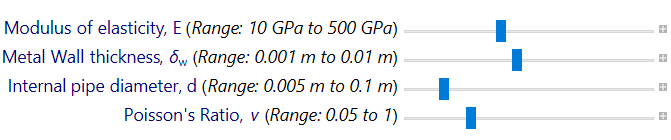 Modulus of elasticity, E (Range: 10 GPa to 500 GPa)
Metal Wall thickness, δw (Range: 0.001 m to 0.01 m)
Internal pipe diameter, d (Range: 0.005 m to 0.1 m)
Poisson's Ratio, ν (Range: 0.05 to 1)